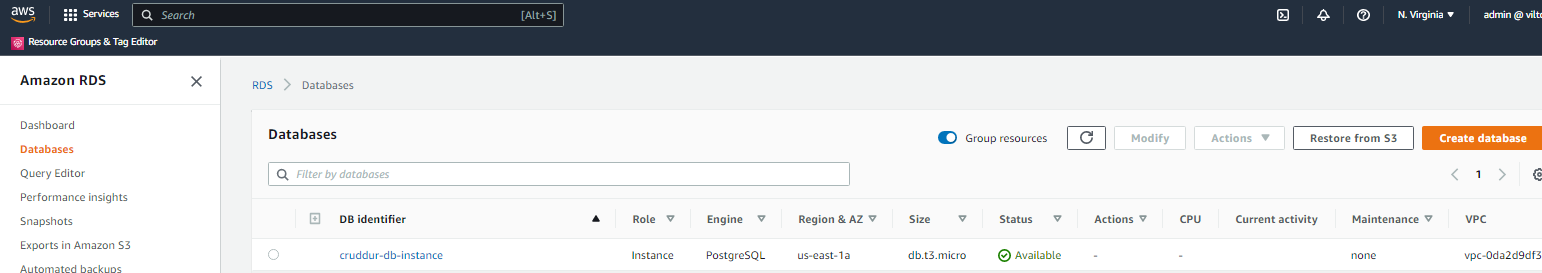 aws Services Search [Alt+S] N. Virginia admin @ vilto
Resource Groups & Tag Editor
Amazon RDS
Dashboard
Databases
Query Editor
Performance insights
Snapshots
Exports in Amazon S3
Automated backups
RDS Databases
Databases Group resources Modify Actions Restore from S3 Create database
Filter by databases 1
DB identifier Role Engine Region & AZ Size Status Actions CPU Current activity Maintenance VPC
cruddur-db-instance Instance PostgreSQL us-east-1a db.t3.micro Available - - none vpc-0da2d9df3